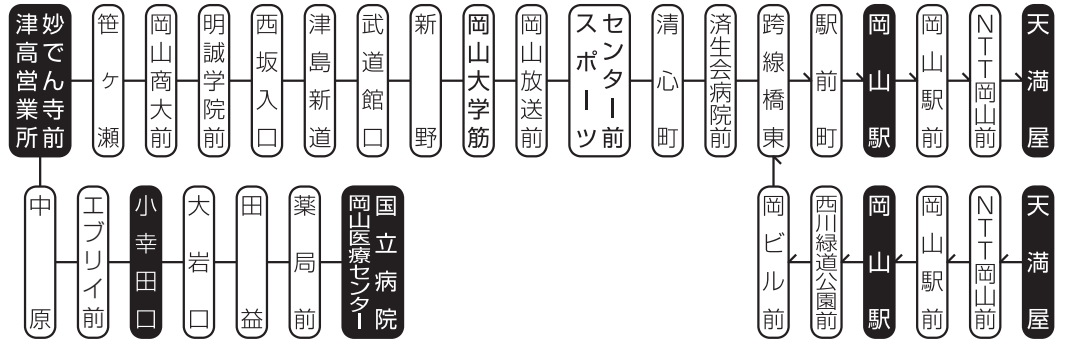 妙でん寺前
津高営業所
笹ヶ瀬
岡山商大前
明誠学院前
西坂入口
津島新道
武道館口
新野
岡山大学筋
岡山放送前
スポーツ
センター前
清心町
済生会病院前
跨線橋東
駅前町
岡山駅
岡山駅前
NTT岡山前
天満屋
中原
エブリイ前
小幸田口
大岩口
田益
薬局前
国立病院
岡山医療センター
岡ビル前
西川緑道公園前
岡山駅
岡山駅前
NTT岡山前
天満屋